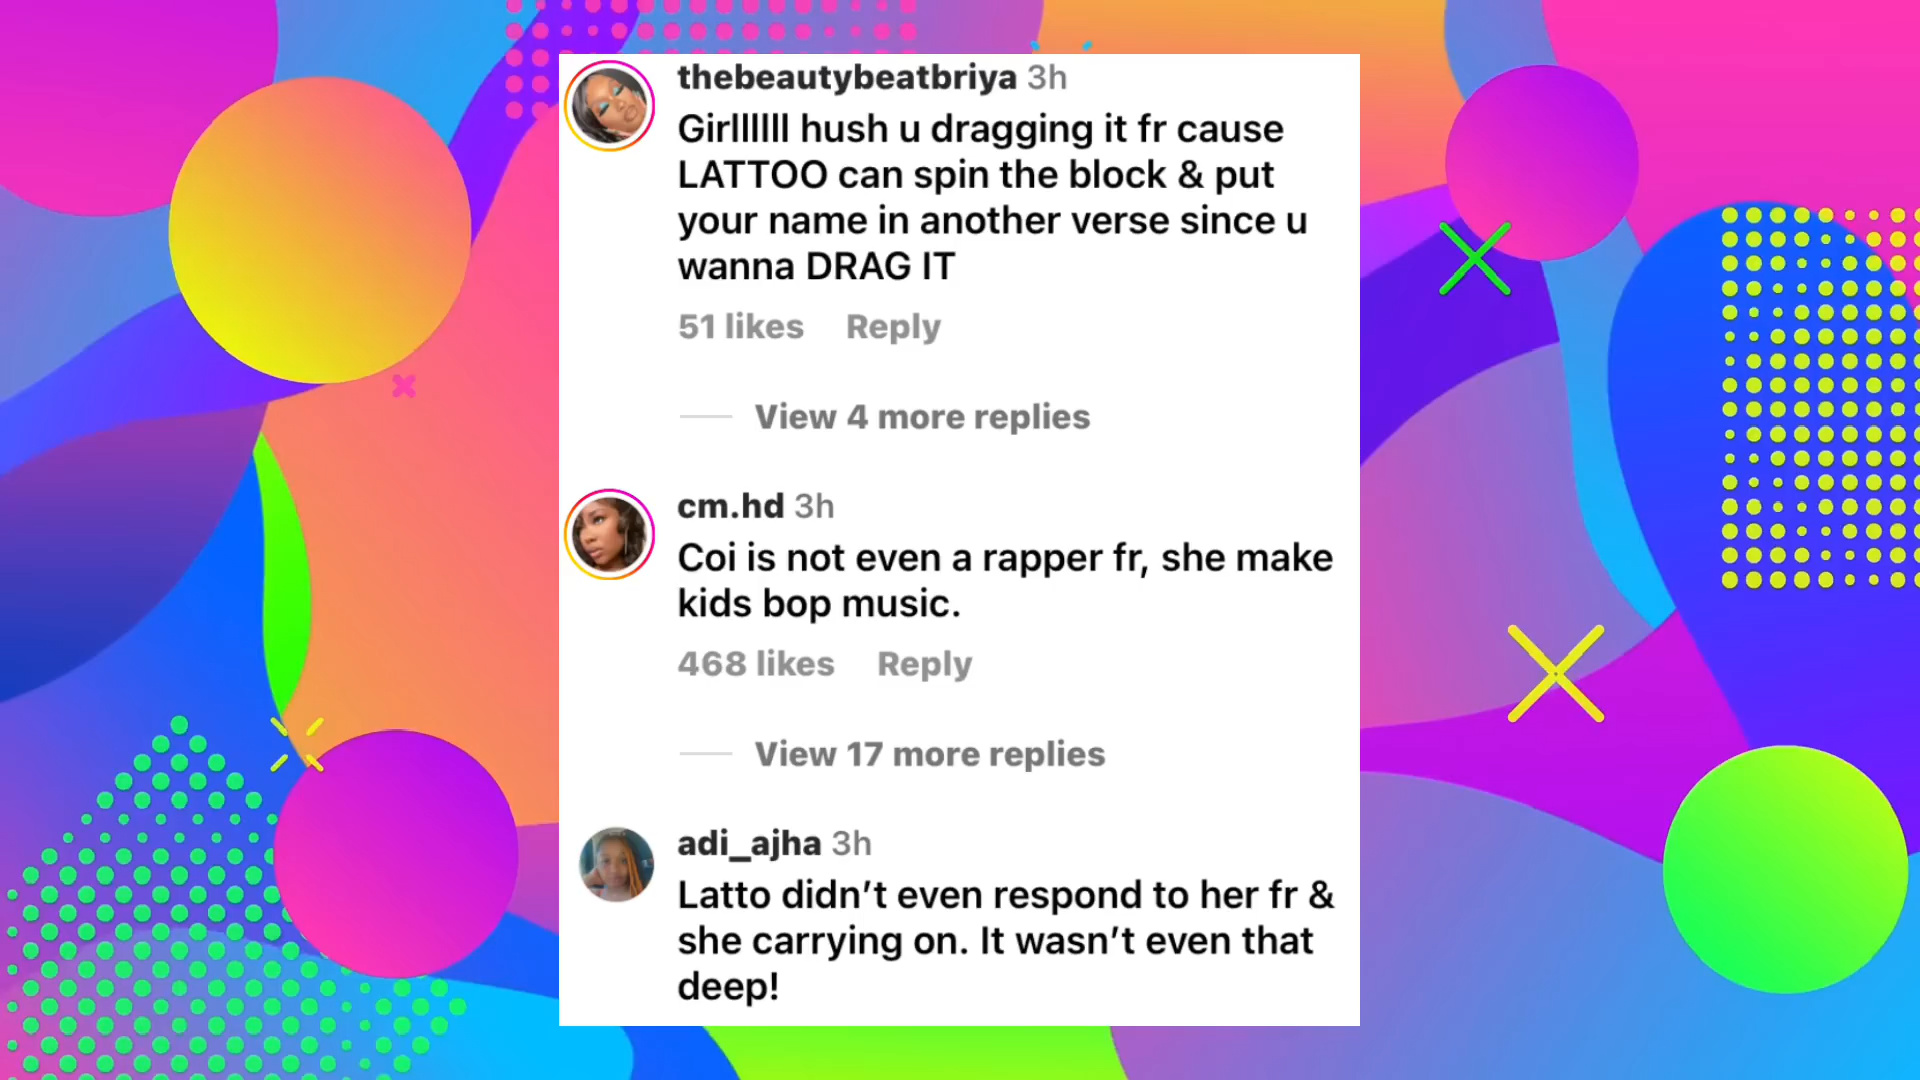 thebeautybeatbriya 3h
Girllllll hush u dragging it fr cause
LATTOO can spin the block & put
your name in another verse since u
wanna DRAG IT
51 likes Reply
View 4 more replies
cm.hd 3h
Coi is not even a rapper fr, she make
kids bop music.
468 likes Reply
View 17 more replies
adi_ajha 3h
Latto didn’t even respond to her fr &
she carrying on. It wasn’t even that
deep!